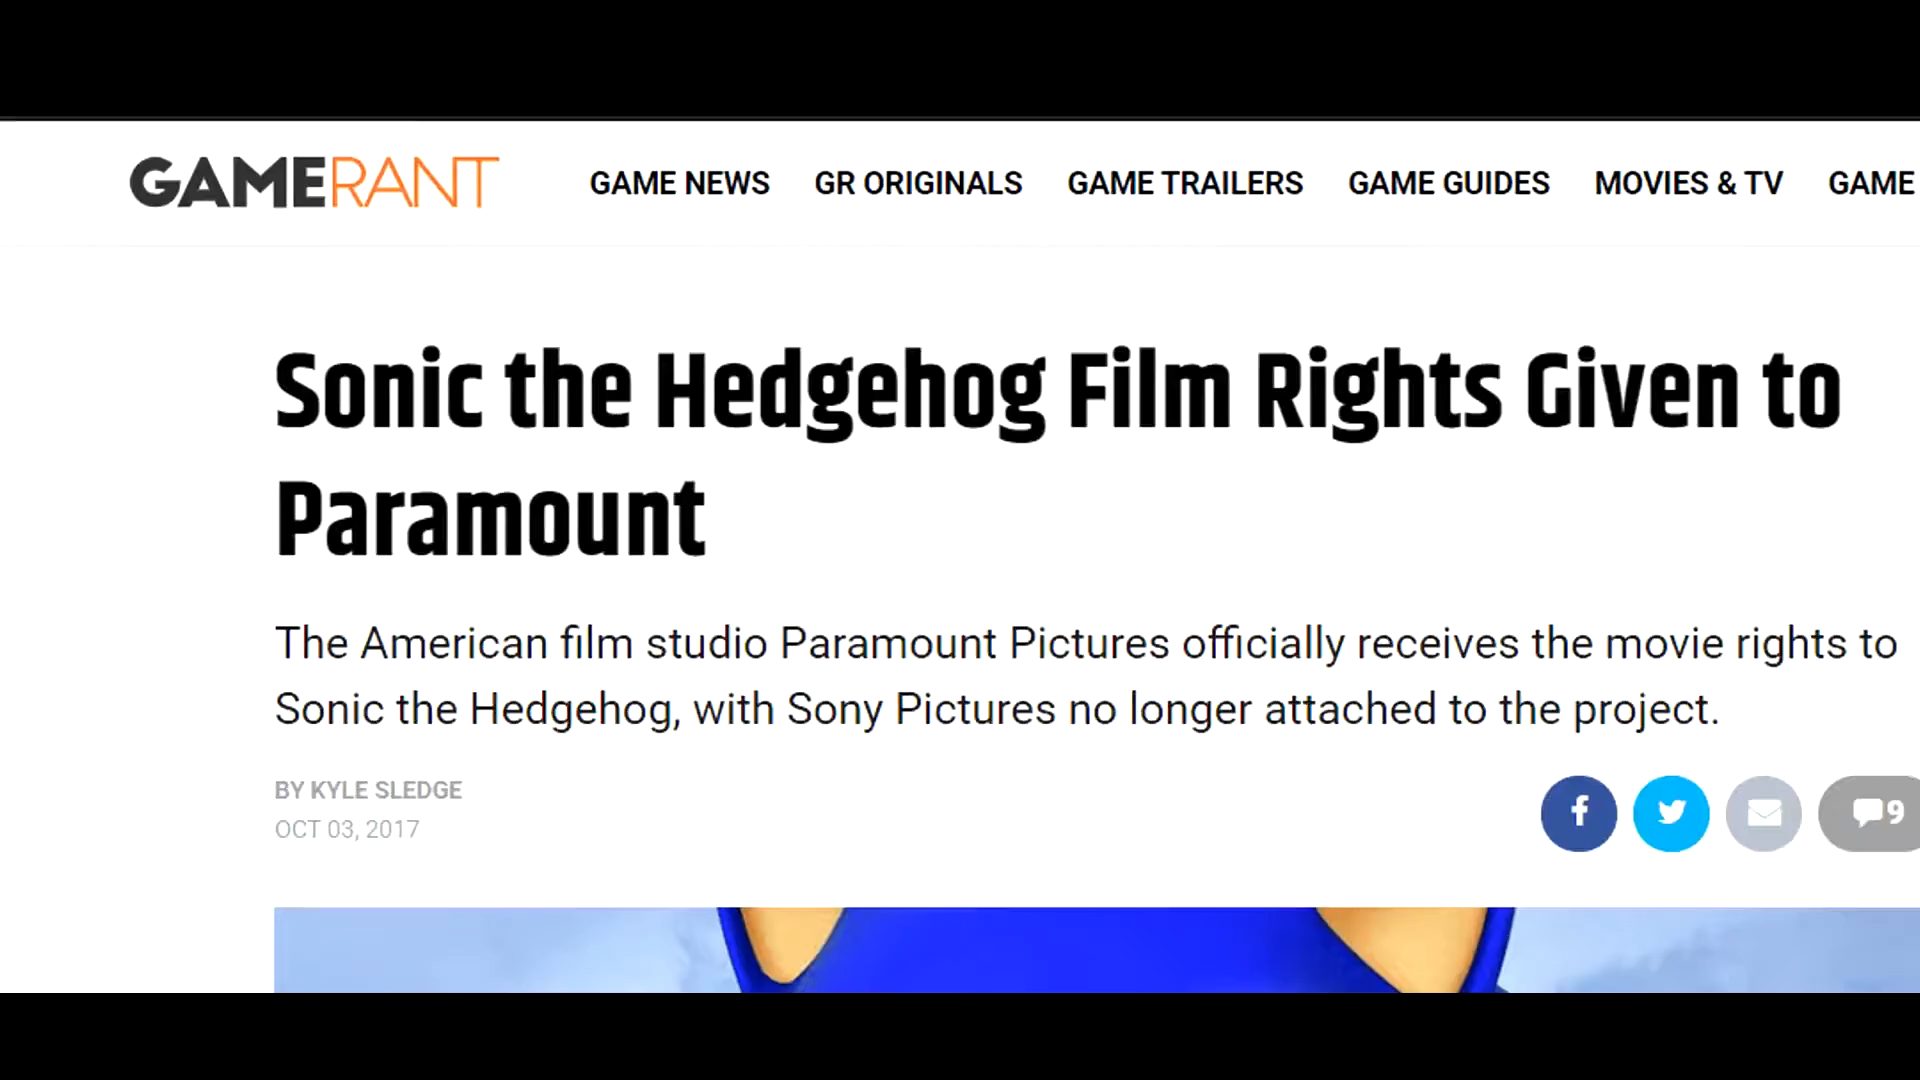 GAMERANT GAME NEWS GR ORIGINALS GAME TRAILERS GAME GUIDES MOVIES & TV GAME
Sonic the Hedgehog Film Rights Given to
Paramount
The American film studio Paramount Pictures officially receives the movie rights to
Sonic the Hedgehog, with Sony Pictures no longer attached to the project.
BY KYLE SLEDGE
OCT 03, 2017
f 9